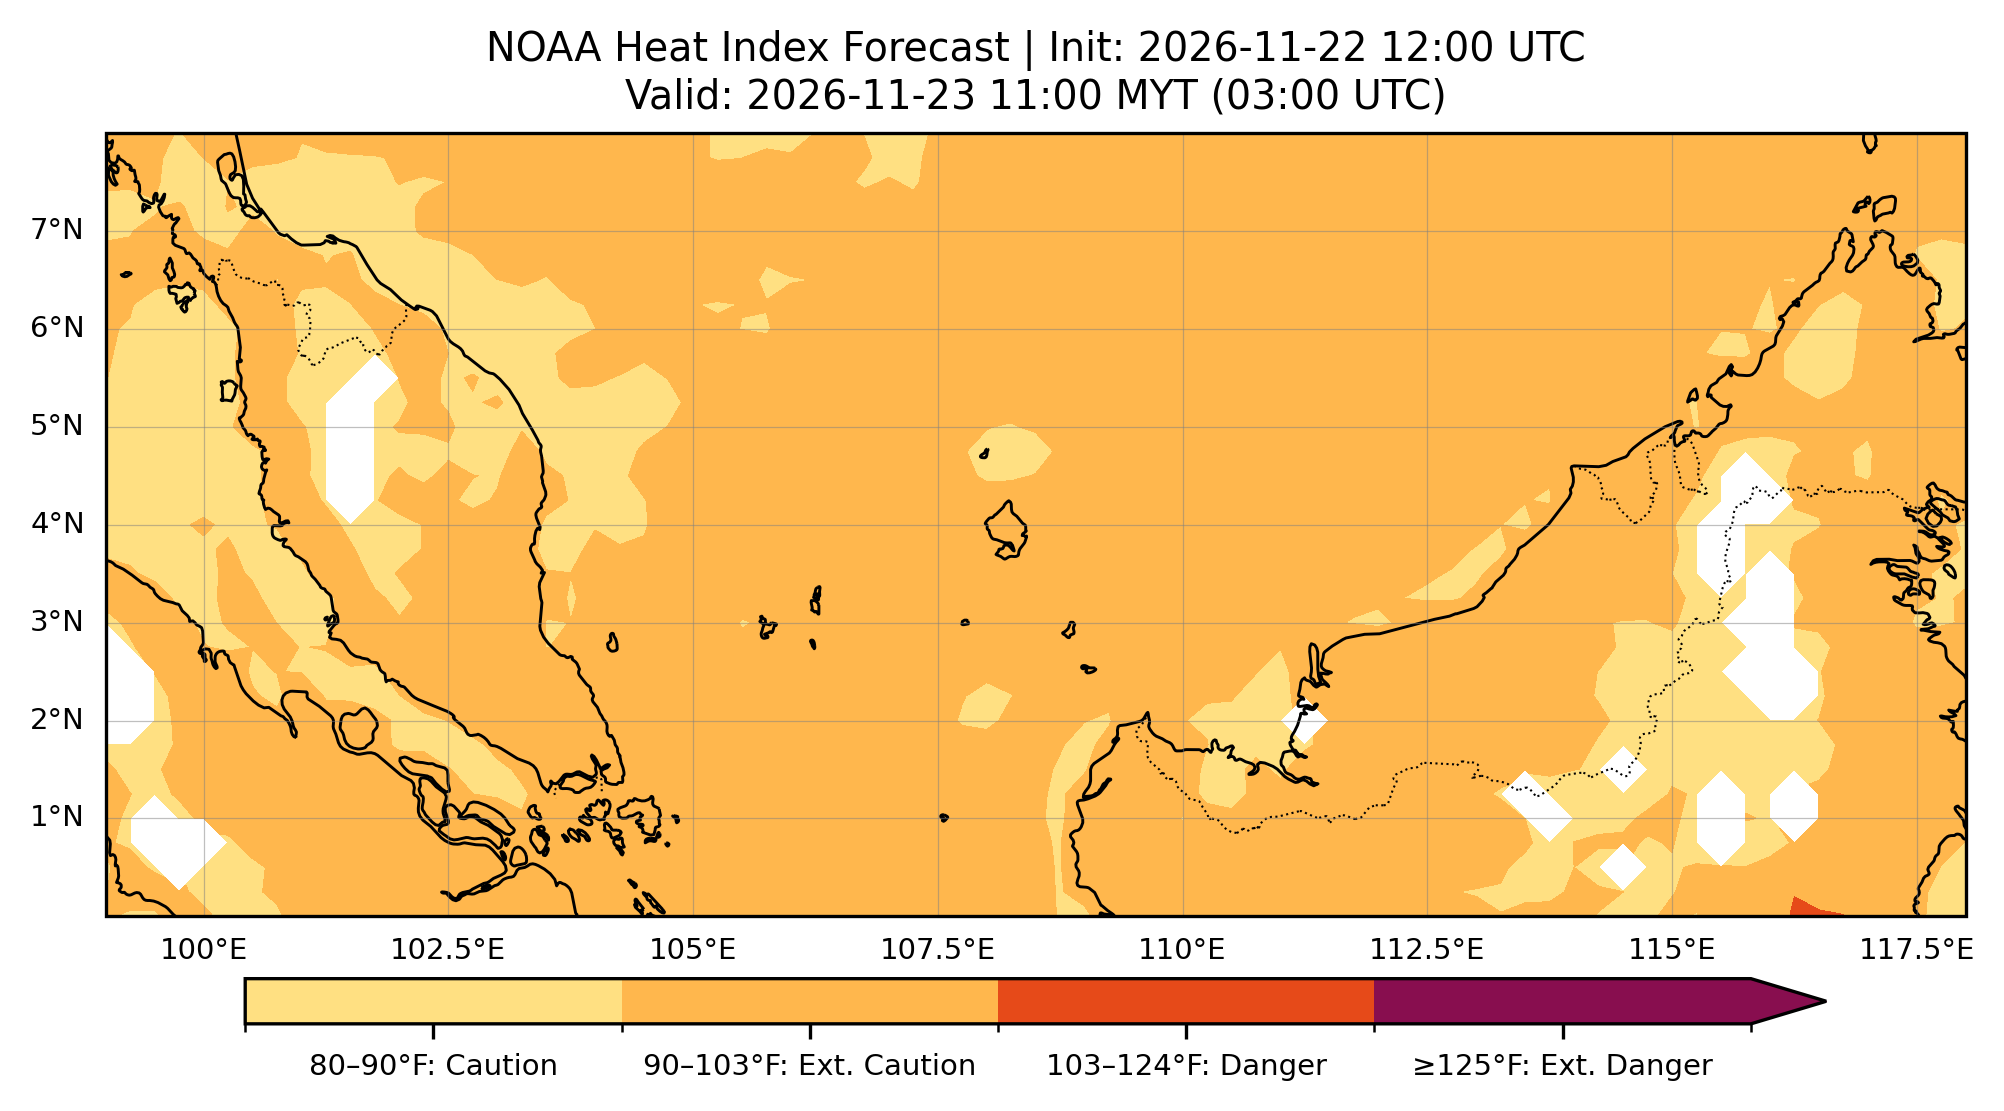 NOAA Heat Index Forecast | Init: 2026-11-22 12:00 UTC
Valid: 2026-11-23 11:00 MYT (03:00 UTC)
7°N
6°N
5°N
4°N
3°N
2°N
1°N
100°E 102.5°E 105°E 107.5°E 110°E 112.5°E 115°E 117.5°E
80–90°F: Caution 90–103°F: Ext. Caution 103–124°F: Danger ≥125°F: Ext. Danger